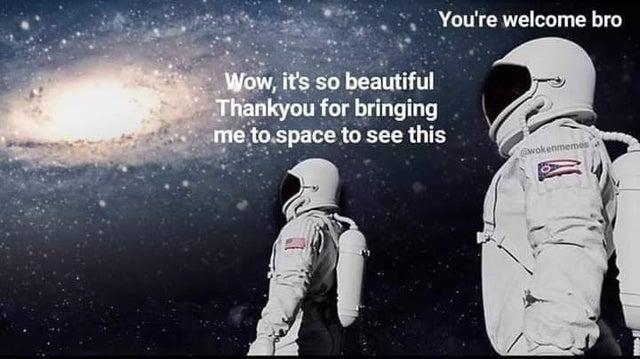 You're welcome bro
Wow, it's so beautiful
Thankyou for bringing
me to space to see this
@wokenmemes